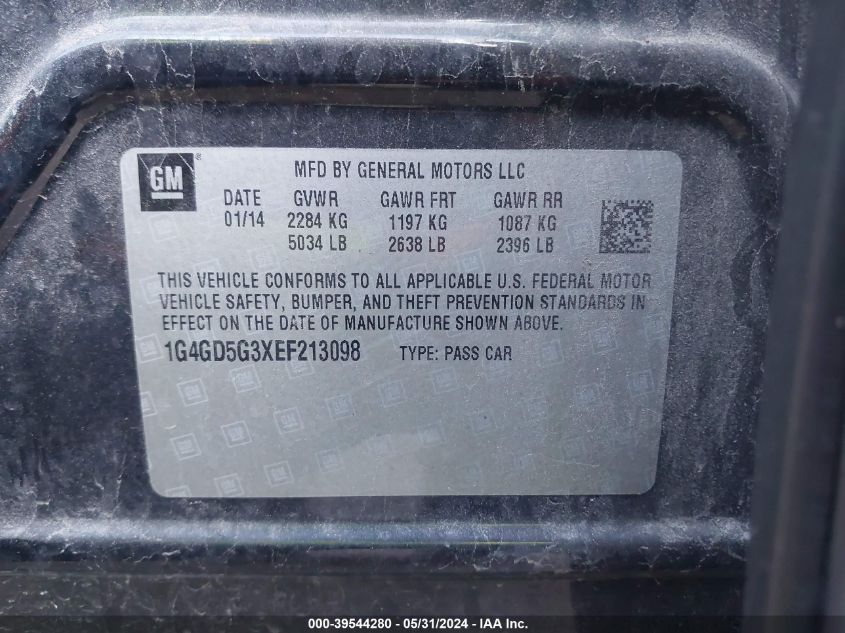 GM
MFD BY GENERAL MOTORS LLC
DATE GVWR GAWR FRT GAWR RR
01/14 2284 KG 1197 KG 1087 KG
5034 LB 2638 LB 2396 LB
THIS VEHICLE CONFORMS TO ALL APPLICABLE U.S. FEDERAL MOTOR
VEHICLE SAFETY, BUMPER, AND THEFT PREVENTION STANDARDS IN
EFFECT ON THE DATE OF MANUFACTURE SHOWN ABOVE.
1G4GD5G3XEF213098 TYPE: PASS CAR
000-39544280 - 05/31/2024 - IAA Inc.